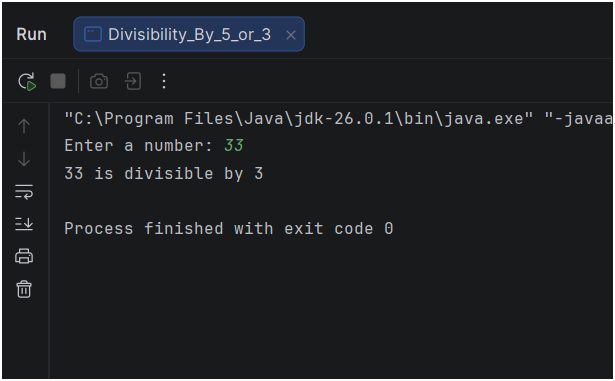 Run Divisibility_By_5_or_3
"C:\Program Files\Java\jdk-26.0.1\bin\java.exe" "-javaa
Enter a number: 33
33 is divisible by 3
Process finished with exit code 0